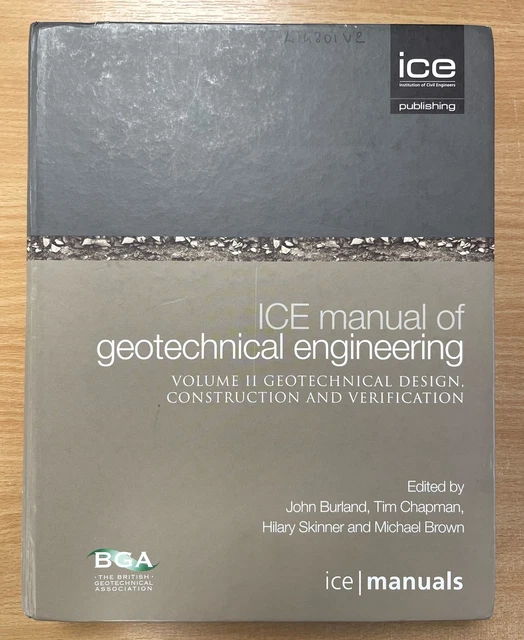 ice
Institution of Civil Engineers
publishing
ICE manual of
geotechnical engineering
VOLUME II GEOTECHNICAL DESIGN,
CONSTRUCTION AND VERIFICATION
Edited by
John Burland, Tim Chapman,
Hilary Skinner and Michael Brown
BGA
·THE BRITISH·
GEOTECHNICAL
ASSOCIATION
ice|manuals